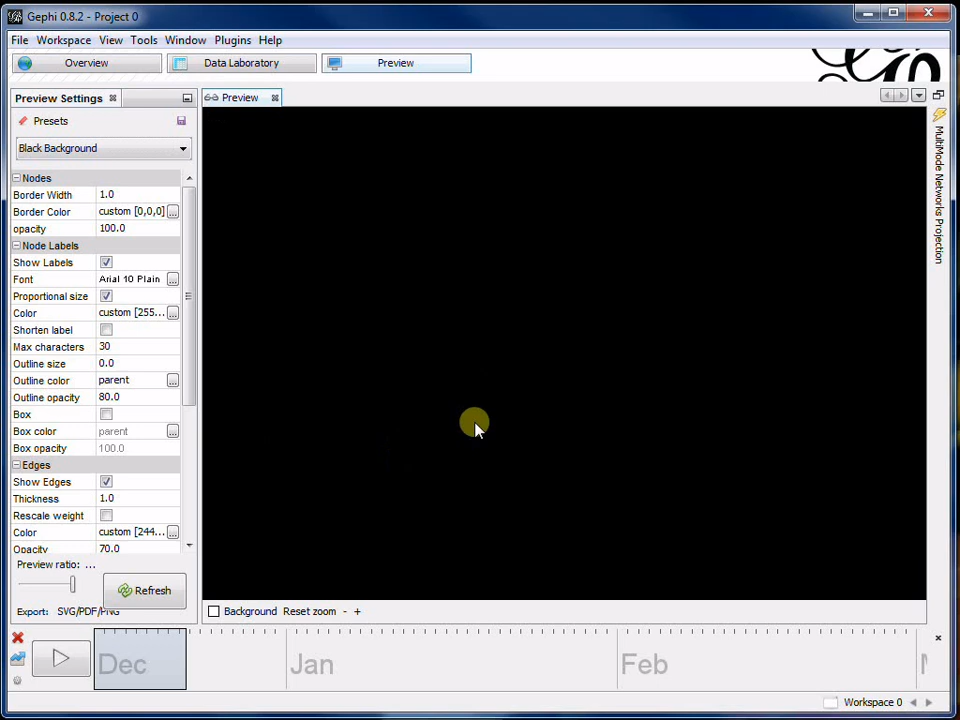 Gephi 0.8.2 - Project 0
File Workspace View Tools Window Plugins Help
Overview Data Laboratory Preview
Preview Settings
Presets
Black Background
Nodes
Border Width 1.0
Border Color custom [0,0,0] ...
opacity 100.0
Node Labels
Show Labels
Font Arial 10 Plain ...
Proportional size
Color custom [255... ...
Shorten label
Max characters 30
Outline size 0.0
Outline color parent ...
Outline opacity 80.0
Box
Box color parent ...
Box opacity 100.0
Edges
Show Edges
Thickness 1.0
Rescale weight
Color custom [244... ...
Opacity 70.0
Preview ratio: ...
Refresh
Export: SVG/PDF/PNG
Preview
MultiMode Networks Projection
Background Reset zoom - +
Dec Jan Feb
Workspace 0